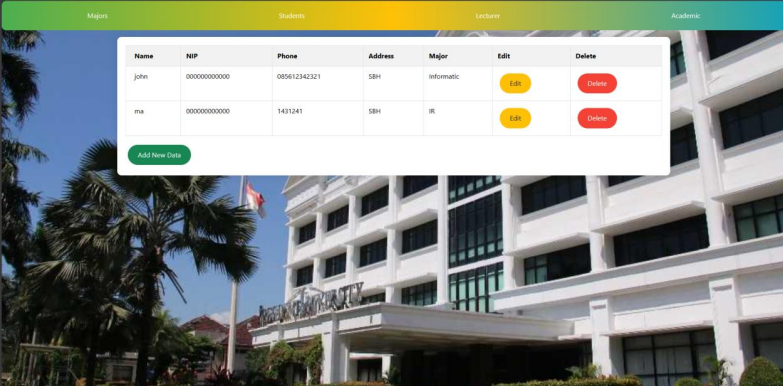 Majors Students Lecturer Academic
Name NIP Phone Address Major Edit Delete
john 000000000000 085612342321 SBH Informatic Edit Delete
ma 000000000000 1431241 SBH IR Edit Delete
Add New Data